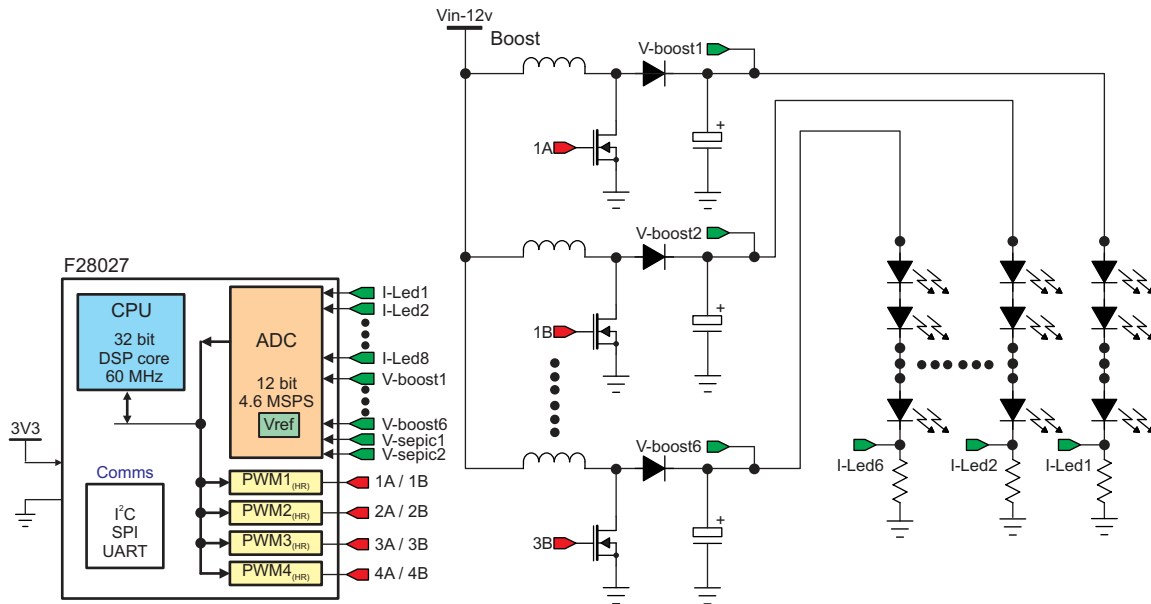 Vin-12v
Boost
V-boost1
1A
V-boost2
1B
V-boost6
3B
F28027
CPU
32 bit
DSP core
60 MHz
ADC
12 bit
4.6 MSPS
Vref
I-Led1
I-Led2
I-Led8
V-boost1
V-boost6
V-sepic1
V-sepic2
3V3
Comms
I²C
SPI
UART
PWM1(HR)
1A / 1B
PWM2(HR)
2A / 2B
PWM3(HR)
3A / 3B
PWM4(HR)
4A / 4B
I-Led6
I-Led2
I-Led1
+
+
+